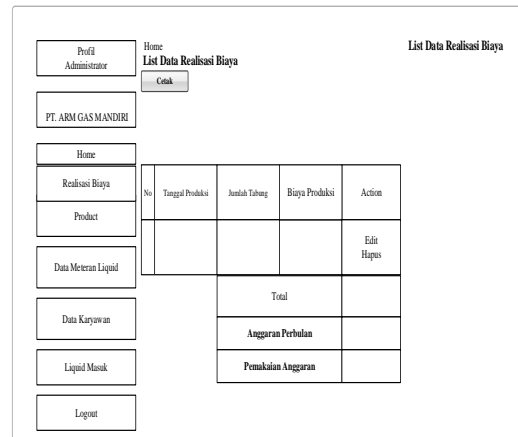 Profil
Administrator
PT. ARM GAS MANDIRI
Home
Realisasi Biaya
Product
Data Meteran Liquid
Data Karyawan
Liquid Masuk
Logout
Home
List Data Realisasi Biaya
List Data Realisasi Biaya
Cetak
No Tanggal Produksi Jumlah Tabung Biaya Produksi Action
Edit
Hapus
Total
Anggaran Perbulan
Pemakaian Anggaran